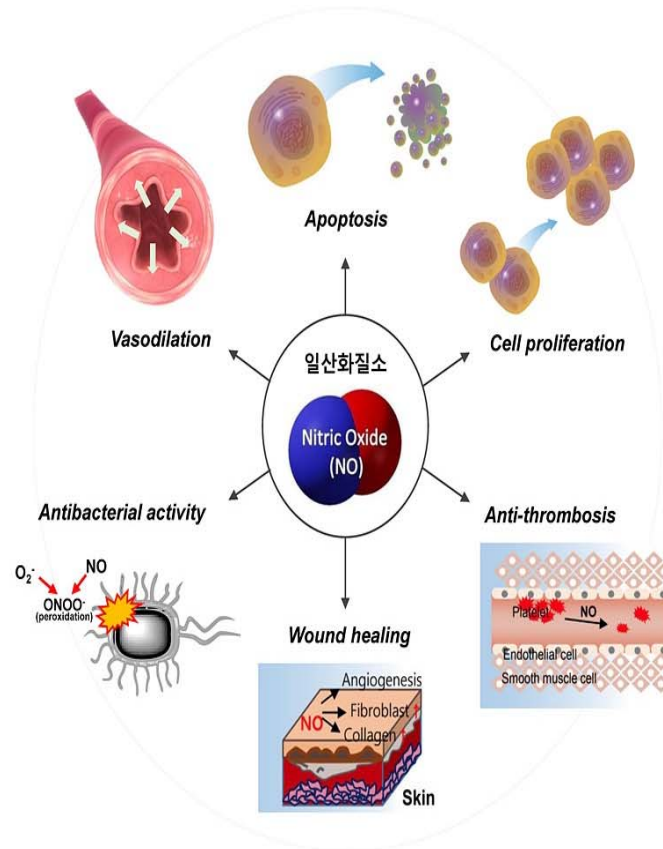 Apoptosis
Vasodilation
Cell proliferation
일산화질소
Nitric Oxide
(NO)
Antibacterial activity
O₂⁻
NO
ONOO⁻
(peroxidation)
Anti-thrombosis
Platelet
NO
Endothelial cell
Smooth muscle cell
Wound healing
Angiogenesis
NO
Fibroblast ↑
Collagen ↑
Skin